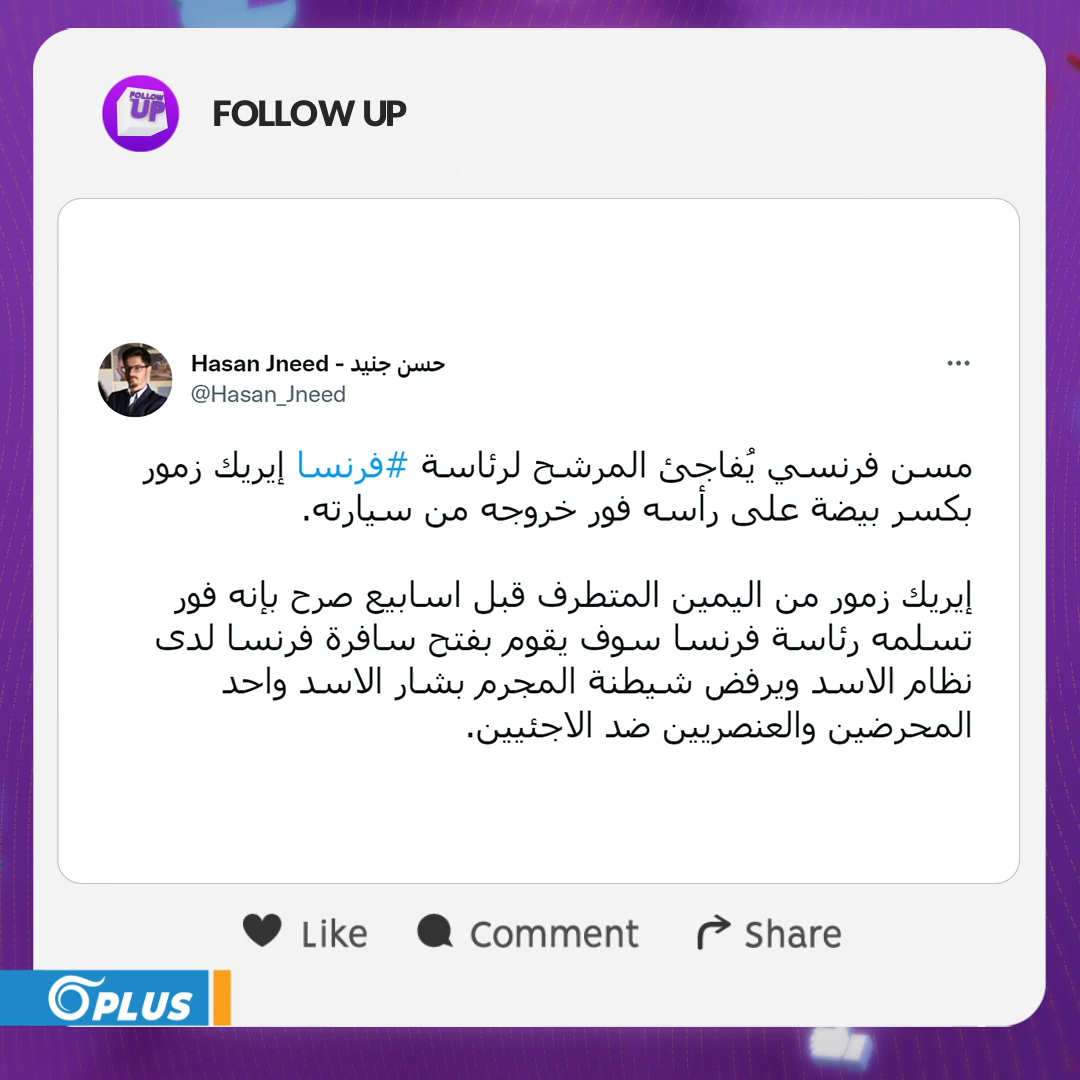 FOLLOW UP
FOLLOW UP
Hasan Jneed - حسن جنيد
@Hasan_Jneed
مسن فرنسي يُفاجئ المرشح لرئاسة #فرنسا إيريك زمور
بكسر بيضة على رأسه فور خروجه من سيارته.
إيريك زمور من اليمين المتطرف قبل اسابيع صرح بإنه فور
تسلمه رئاسة فرنسا سوف يقوم بفتح سافرة فرنسا لدى
نظام الاسد ويرفض شيطنة المجرم بشار الاسد واحد
المحرضين والعنصريين ضد الاجئيين.
Like Comment Share
PLUS